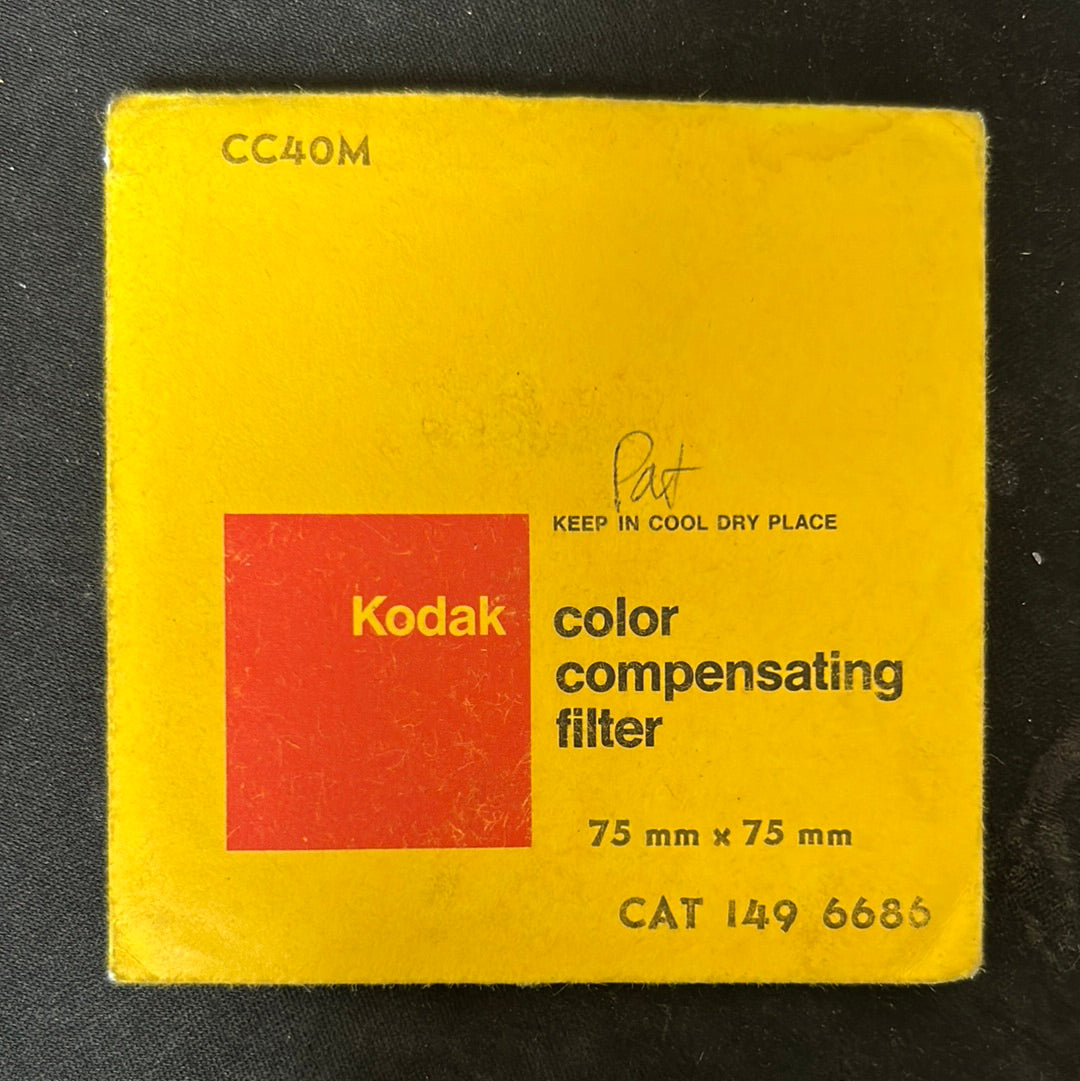 CC40M
Pat
KEEP IN COOL DRY PLACE
Kodak
color
compensating
filter
75 mm x 75 mm
CAT 149 6686